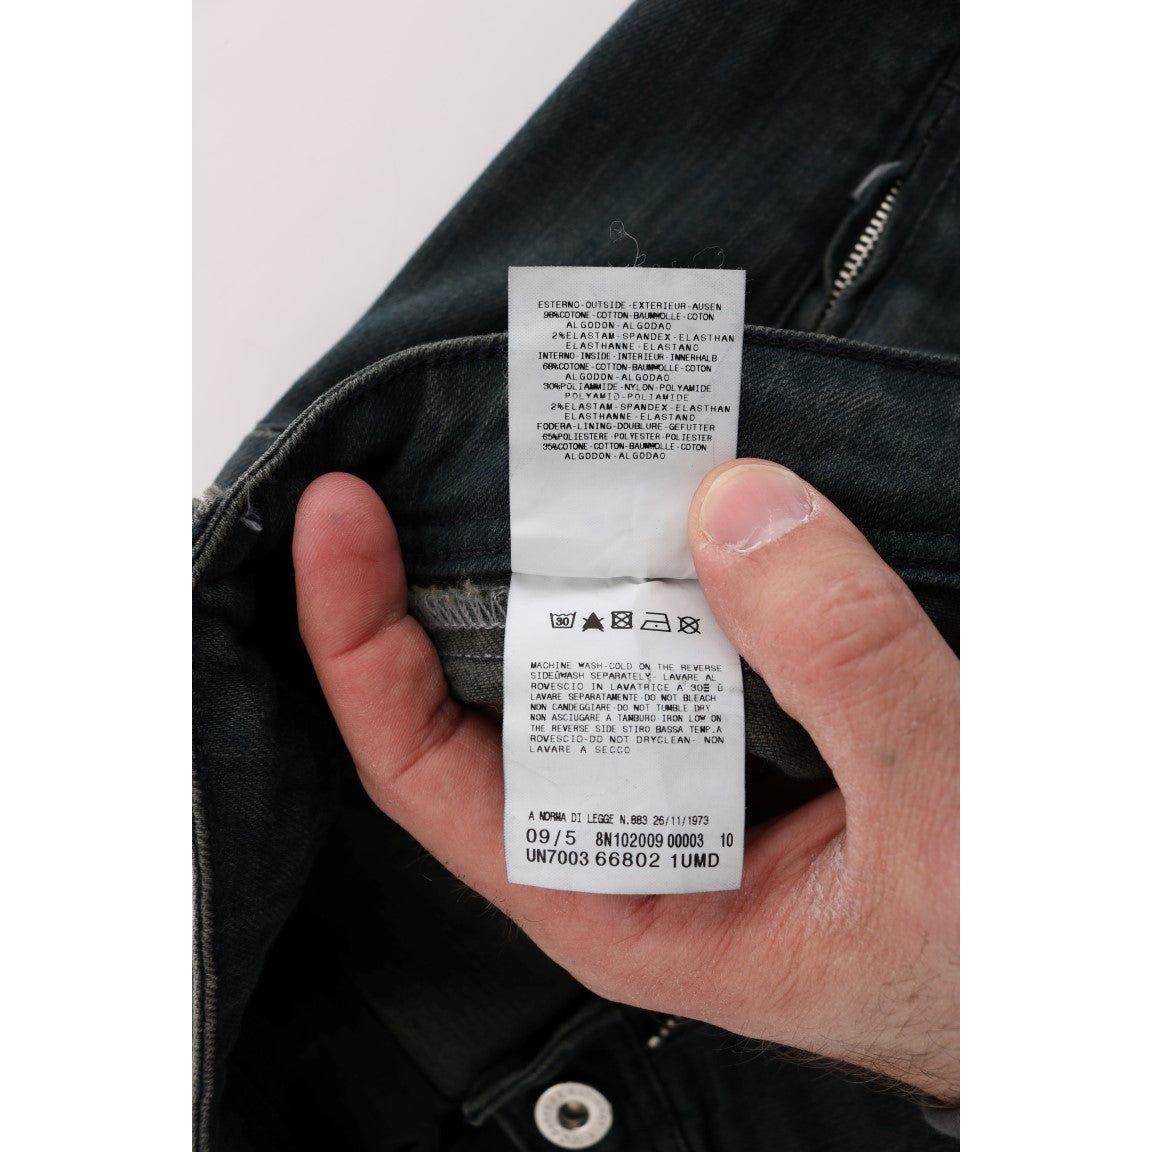 ESTERNO-OUTSIDE-EXTERIEUR-AUSEN
98%COTONE-COTTON-BAUMWOLLE-COTON
ALGODON-ALGODAO
2%ELASTAM-SPANDEX-ELASTHAN
ELASTHANNE-ELASTANO
INTERNO-INSIDE-INTERIEUR-INNERHALB
68%COTONE-COTTON-BAUMWOLLE-COTON
ALGODON-ALGODAO
30%POLIAMMIDE-NYLON-POLYAMIDE
POLYAMID-POLIAMIDE
2%ELASTAM-SPANDEX-ELASTHAN
ELASTHANNE-ELASTANO
FODERA-LINING-DOUBLURE-GEFUTTER
65%POLIESTERE-POLYESTER-POLIESTER
35%COTONE-COTTON-BAUMWOLLE-COTON
ALGODON-ALGODAO
30
MACHINE WASH-COLD ON THE REVERSE
SIDEÛWASH SEPARATELY- LAVARE AL
ROVESCIO IN LAVATRICE A 30 Û
LAVARE SEPARATAMENTE-DO NOT BLEACH
NON CANDEGGIARE-DO NOT TUMBLE DRY
NON ASCIUGARE A TAMBURO-IRON LOW ON
THE REVERSE SIDE STIRO BASSA TEMP.A
ROVESCIO-DO NOT DRYCLEAN- NON
LAVARE A SECCO
A NORMA DI LEGGE N.883 26/11/1973
09/5 8N102009 00003 10
UN7003 66802 1UMD